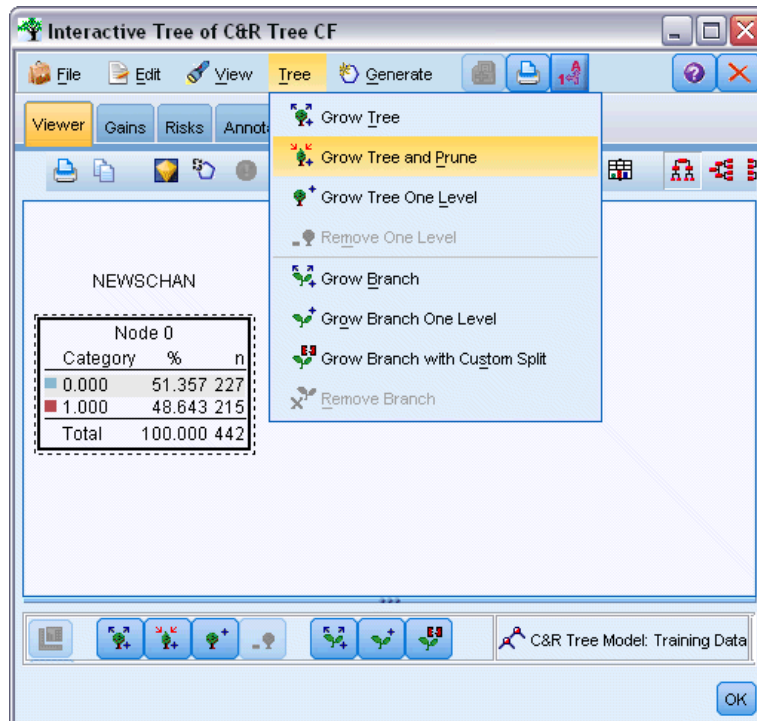 Interactive Tree of C&R Tree CF
File Edit View Tree Generate
Viewer Gains Risks
Grow Tree
Grow Tree and Prune
Grow Tree One Level
Remove One Level
Grow Branch
Grow Branch One Level
Grow Branch with Custom Split
Remove Branch
NEWSCHAN
Node 0
Category % n
0.000 51.357 227
1.000 48.643 215
Total 100.000 442
C&R Tree Model: Training Data
OK